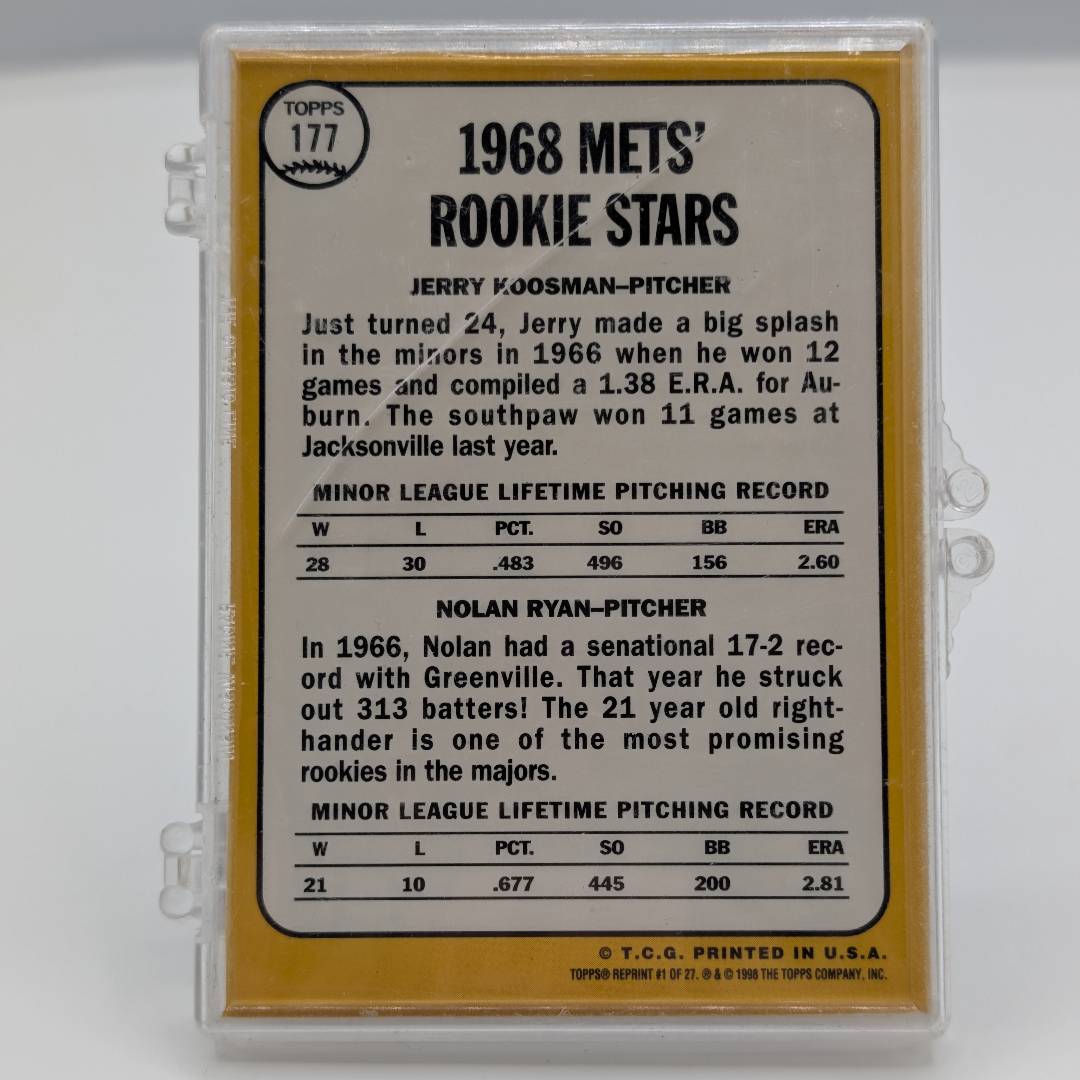 TOPPS
177
1968 METS'
ROOKIE STARS
JERRY KOOSMAN–PITCHER
Just turned 24, Jerry made a big splash
in the minors in 1966 when he won 12
games and compiled a 1.38 E.R.A. for Au-
burn. The southpaw won 11 games at
Jacksonville last year.
MINOR LEAGUE LIFETIME PITCHING RECORD
W L PCT. SO BB ERA
28 30 .483 496 156 2.60
NOLAN RYAN–PITCHER
In 1966, Nolan had a senational 17-2 rec-
ord with Greenville. That year he struck
out 313 batters! The 21 year old right-
hander is one of the most promising
rookies in the majors.
MINOR LEAGUE LIFETIME PITCHING RECORD
W L PCT. SO BB ERA
21 10 .677 445 200 2.81
© T.C.G. PRINTED IN U.S.A.
TOPPS® REPRINT #1 OF 27. ® & © 1998 THE TOPPS COMPANY, INC.